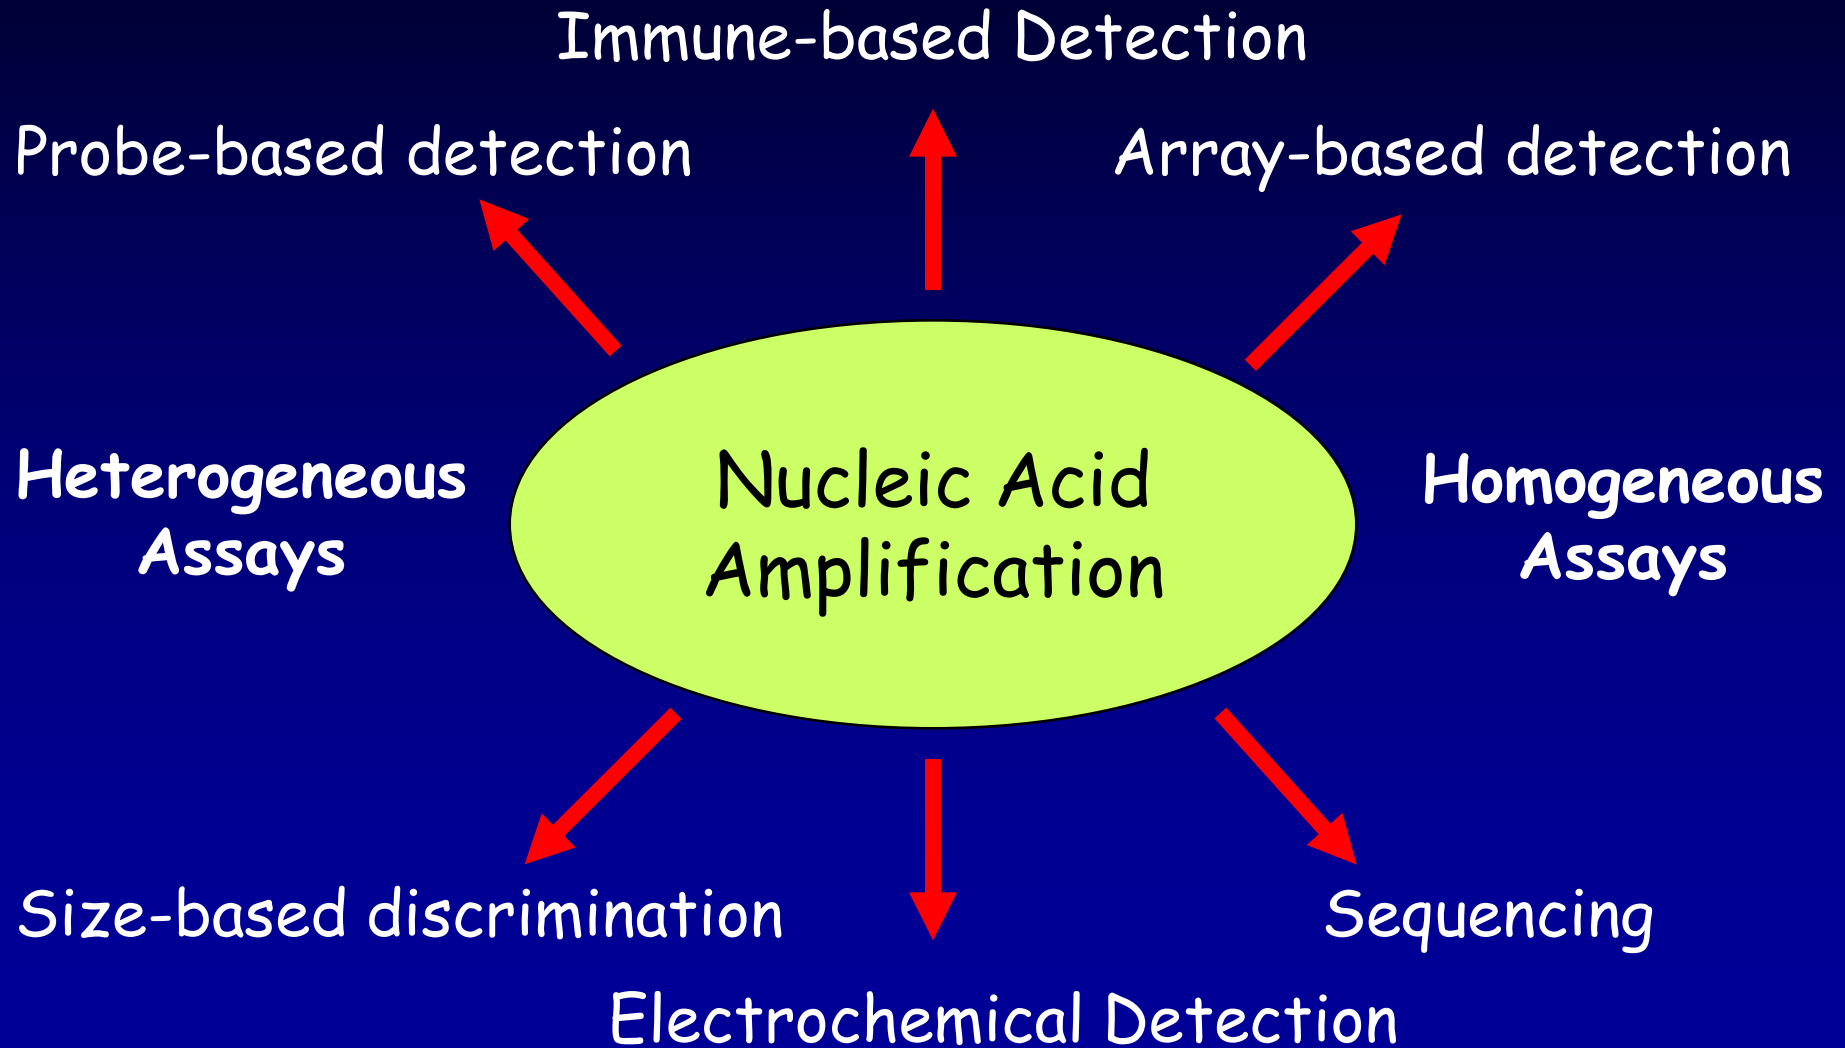 Immune-based Detection
Probe-based detection
Array-based detection
Heterogeneous
Assays
Nucleic Acid
Amplification
Homogeneous
Assays
Size-based discrimination
Sequencing
Electrochemical Detection